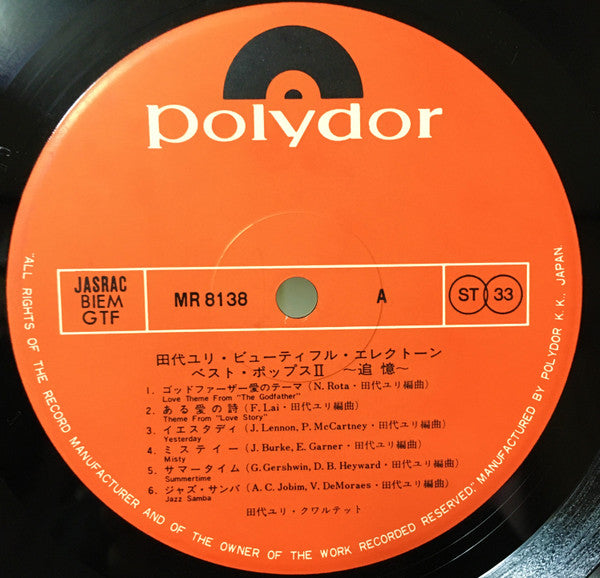 polydor
JASRAC
BIEM
GTF
MR 8138
A
ST 33
田代ユリ・ビューティフル・エレクトーン
ベスト・ポップスII 〜追憶〜
1. ゴッドファーザー愛のテーマ (N. Rota・田代ユリ編曲)
Love Theme From "The Godfather"
2. ある愛の詩 (F. Lai・田代ユリ編曲)
Theme From "Love Story"
3. イエスタディ (J. Lennon, P. McCartney・田代ユリ編曲)
Yesterday
4. ミスティー (J. Burke, E. Garner・田代ユリ編曲)
Misty
5. サマータイム (G. Gershwin, D. B. Heyward・田代ユリ編曲)
Summertime
6. ジャズ・サンバ (A. C. Jobim, V. DeMoraes・田代ユリ編曲)
Jazz Samba
田代ユリ・クワルテット
"ALL RIGHTS OF THE RECORD MANUFACTURER AND OF THE OWNER OF THE WORK RECORDED RESERVED." MANUFACTURED BY POLYDOR K.K., JAPAN.